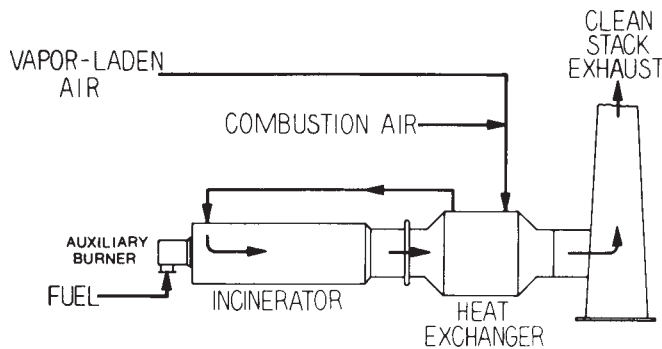 CLEAN
STACK
EXHAUST
VAPOR-LADEN
AIR
COMBUSTION AIR
AUXILIARY
BURNER
FUEL
INCINERATOR
HEAT
EXCHANGER